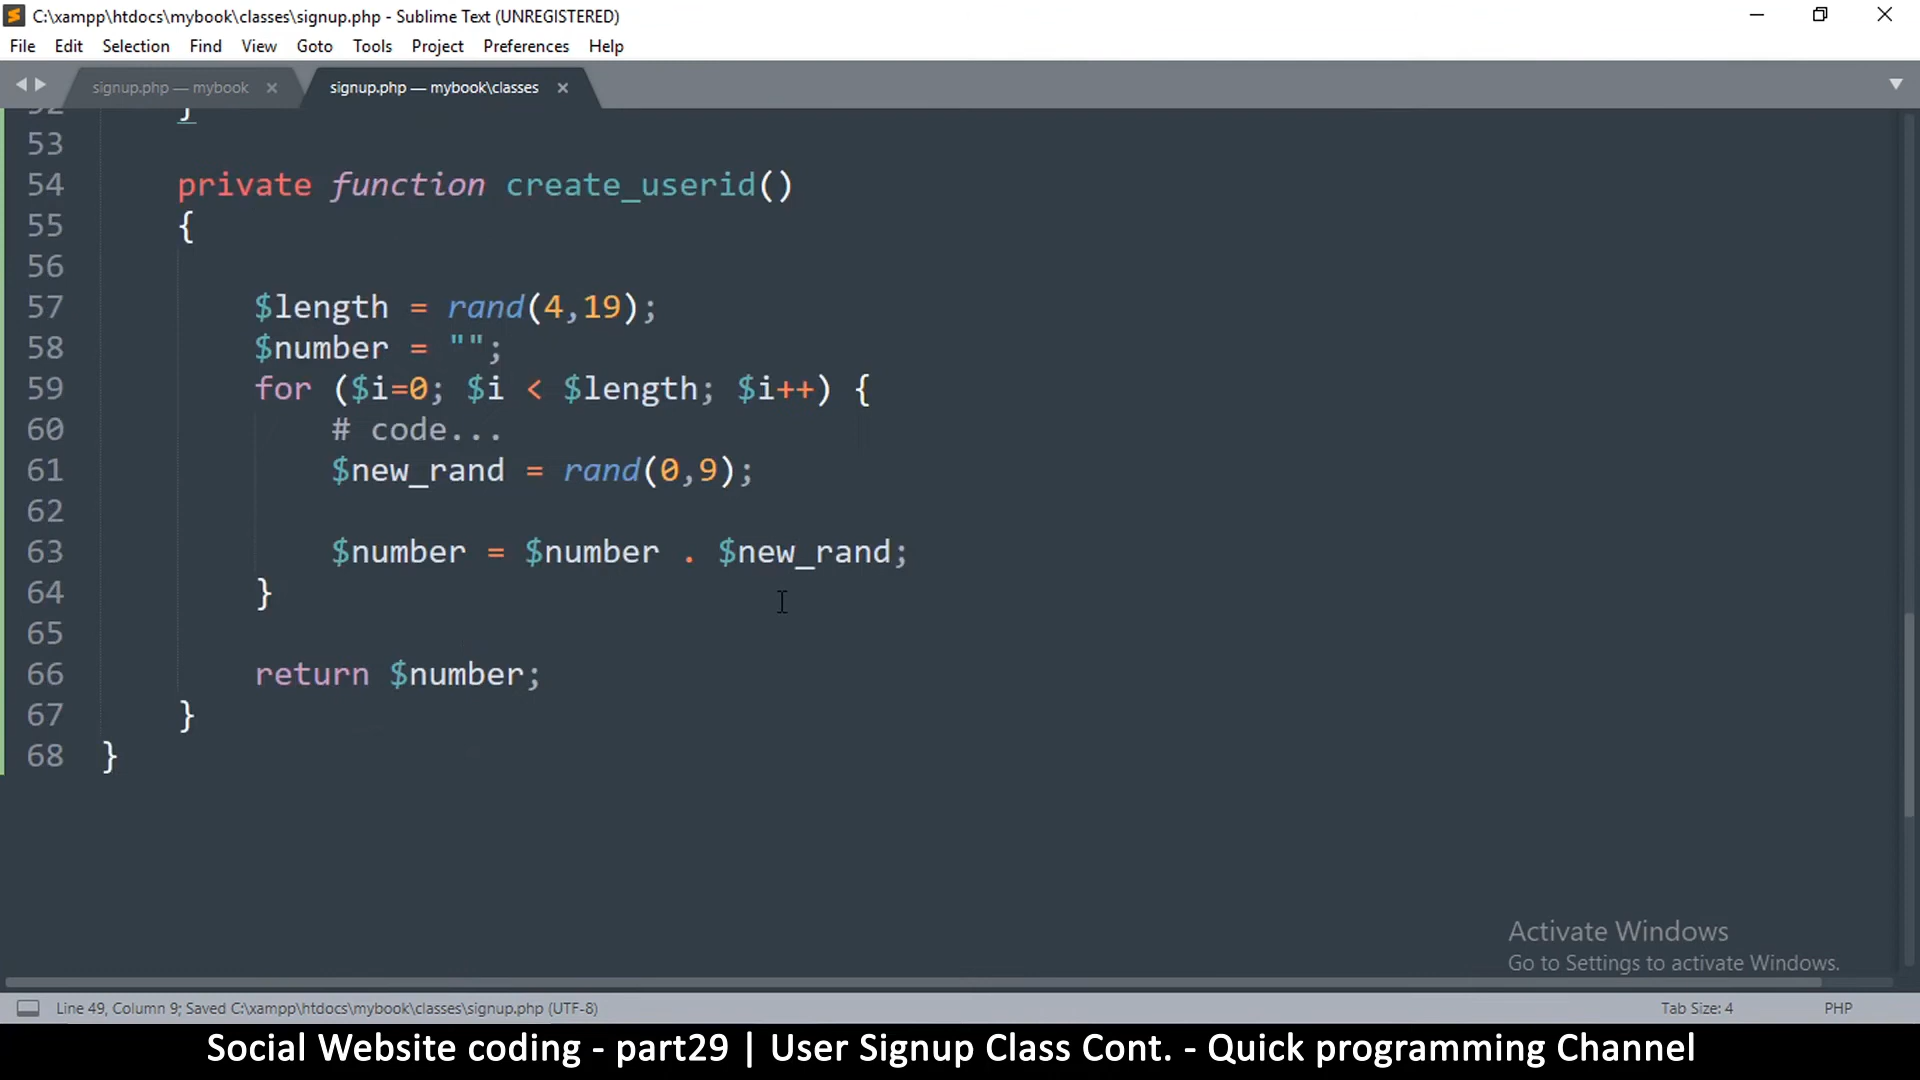 C:\xampp\htdocs\mybook\classes\signup.php - Sublime Text (UNREGISTERED)
File Edit Selection Find View Goto Tools Project Preferences Help
signup.php — mybook × signup.php — mybook\classes ×
52 }
53
54 private function create_userid()
55 {
56
57 $length = rand(4,19);
58 $number = "";
59 for ($i=0; $i < $length; $i++) {
60 # code...
61 $new_rand = rand(0,9);
62
63 $number = $number . $new_rand;
64 }
65
66 return $number;
67 }
68 }
Activate Windows
Go to Settings to activate Windows.
Line 49, Column 9; Saved C:\xampp\htdocs\mybook\classes\signup.php (UTF-8) Tab Size: 4 PHP
Social Website coding - part29 | User Signup Class Cont. - Quick programming Channel